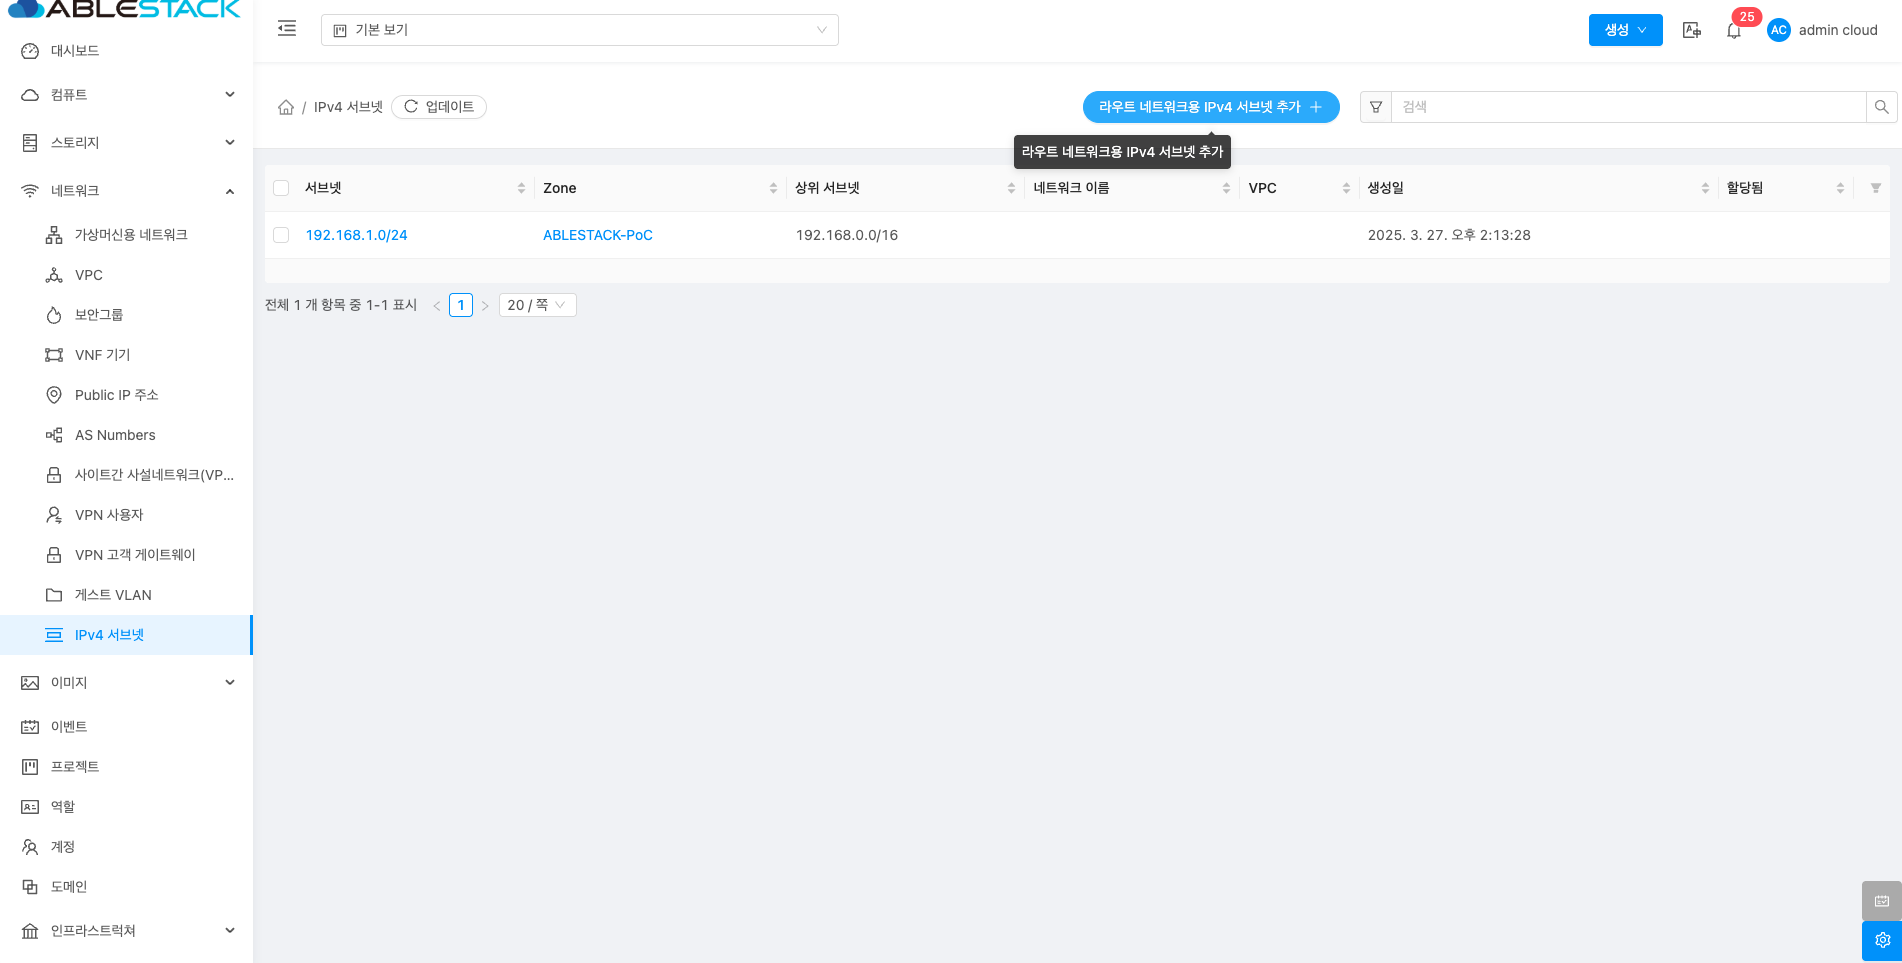 ABLESTACK
기본 보기
생성
25
AC
admin cloud
대시보드
컴퓨트
스토리지
네트워크
가상머신용 네트워크
VPC
보안그룹
VNF 기기
Public IP 주소
AS Numbers
사이트간 사설네트워크(VP...
VPN 사용자
VPN 고객 게이트웨이
게스트 VLAN
IPv4 서브넷
이미지
이벤트
프로젝트
역할
계정
도메인
인프라스트럭쳐
/ IPv4 서브넷
업데이트
라우트 네트워크용 IPv4 서브넷 추가
검색
라우트 네트워크용 IPv4 서브넷 추가
서브넷 Zone 상위 서브넷 네트워크 이름 VPC 생성일 할당됨
192.168.1.0/24 ABLESTACK-PoC 192.168.0.0/16 2025. 3. 27. 오후 2:13:28
전체 1 개 항목 중 1-1 표시 < 1 > 20 / 쪽